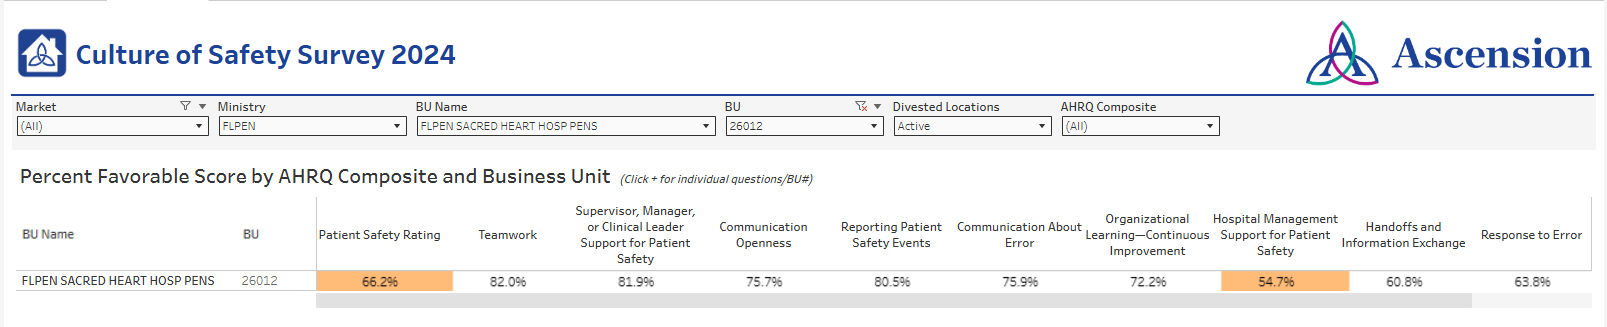 Culture of Safety Survey 2024
Ascension
Market
Ministry
BU Name
BU
Divested Locations
AHRQ Composite
(All)
FLPEN
FLPEN SACRED HEART HOSP PENS
26012
Active
(All)
Percent Favorable Score by AHRQ Composite and Business Unit (Click + for individual questions/BU#)
BU Name
BU
Patient Safety Rating
Teamwork
Supervisor, Manager,
or Clinical Leader
Support for Patient
Safety
Communication
Openness
Reporting Patient
Safety Events
Communication About
Error
Organizational
Learning—Continuous
Improvement
Hospital Management
Support for Patient
Safety
Handoffs and
Information Exchange
Response to Error
FLPEN SACRED HEART HOSP PENS 26012 66.2% 82.0% 81.9% 75.7% 80.5% 75.9% 72.2% 54.7% 60.8% 63.8%